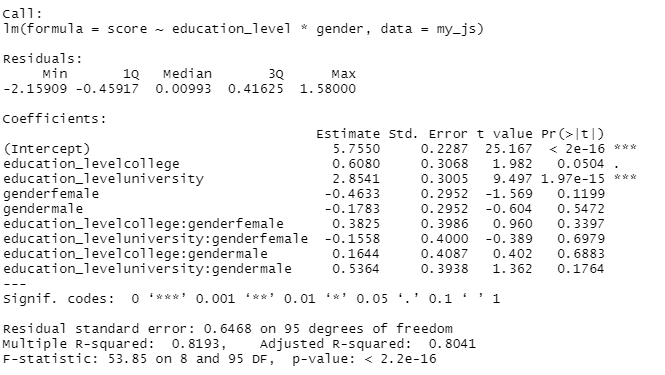 Call:
lm(formula = score ~ education_level * gender, data = my_js)
Residuals:
Min 1Q Median 3Q Max
-2.15909 -0.45917 0.00993 0.41625 1.58000
Coefficients:
Estimate Std. Error t value Pr(>|t|)
(Intercept) 5.7550 0.2287 25.167 < 2e-16 ***
education_levelcollege 0.6080 0.3068 1.982 0.0504 .
education_leveluniversity 2.8541 0.3005 9.497 1.97e-15 ***
genderfemale -0.4633 0.2952 -1.569 0.1199
gendermale -0.1783 0.2952 -0.604 0.5472
education_levelcollege:genderfemale 0.3825 0.3986 0.960 0.3397
education_leveluniversity:genderfemale -0.1558 0.4000 -0.389 0.6979
education_levelcollege:gendermale 0.1644 0.4087 0.402 0.6883
education_leveluniversity:gendermale 0.5364 0.3938 1.362 0.1764
---
Signif. codes: 0 ‘***’ 0.001 ‘**’ 0.01 ‘*’ 0.05 ‘.’ 0.1 ‘ ’ 1
Residual standard error: 0.6468 on 95 degrees of freedom
Multiple R-squared: 0.8193, Adjusted R-squared: 0.8041
F-statistic: 53.85 on 8 and 95 DF, p-value: < 2.2e-16